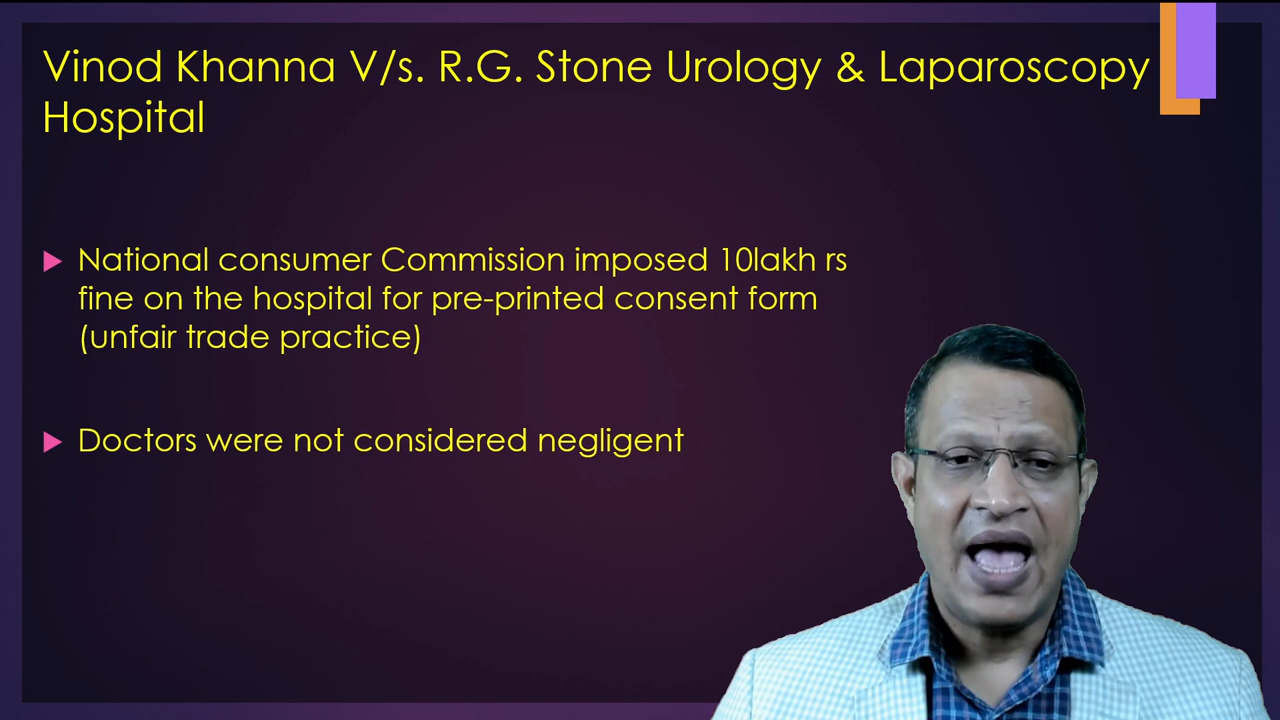 Vinod Khanna V/s. R.G. Stone Urology & Laparoscopy
Hospital
National consumer Commission imposed 10lakh rs
fine on the hospital for pre-printed consent form
(unfair trade practice)
Doctors were not considered negligent